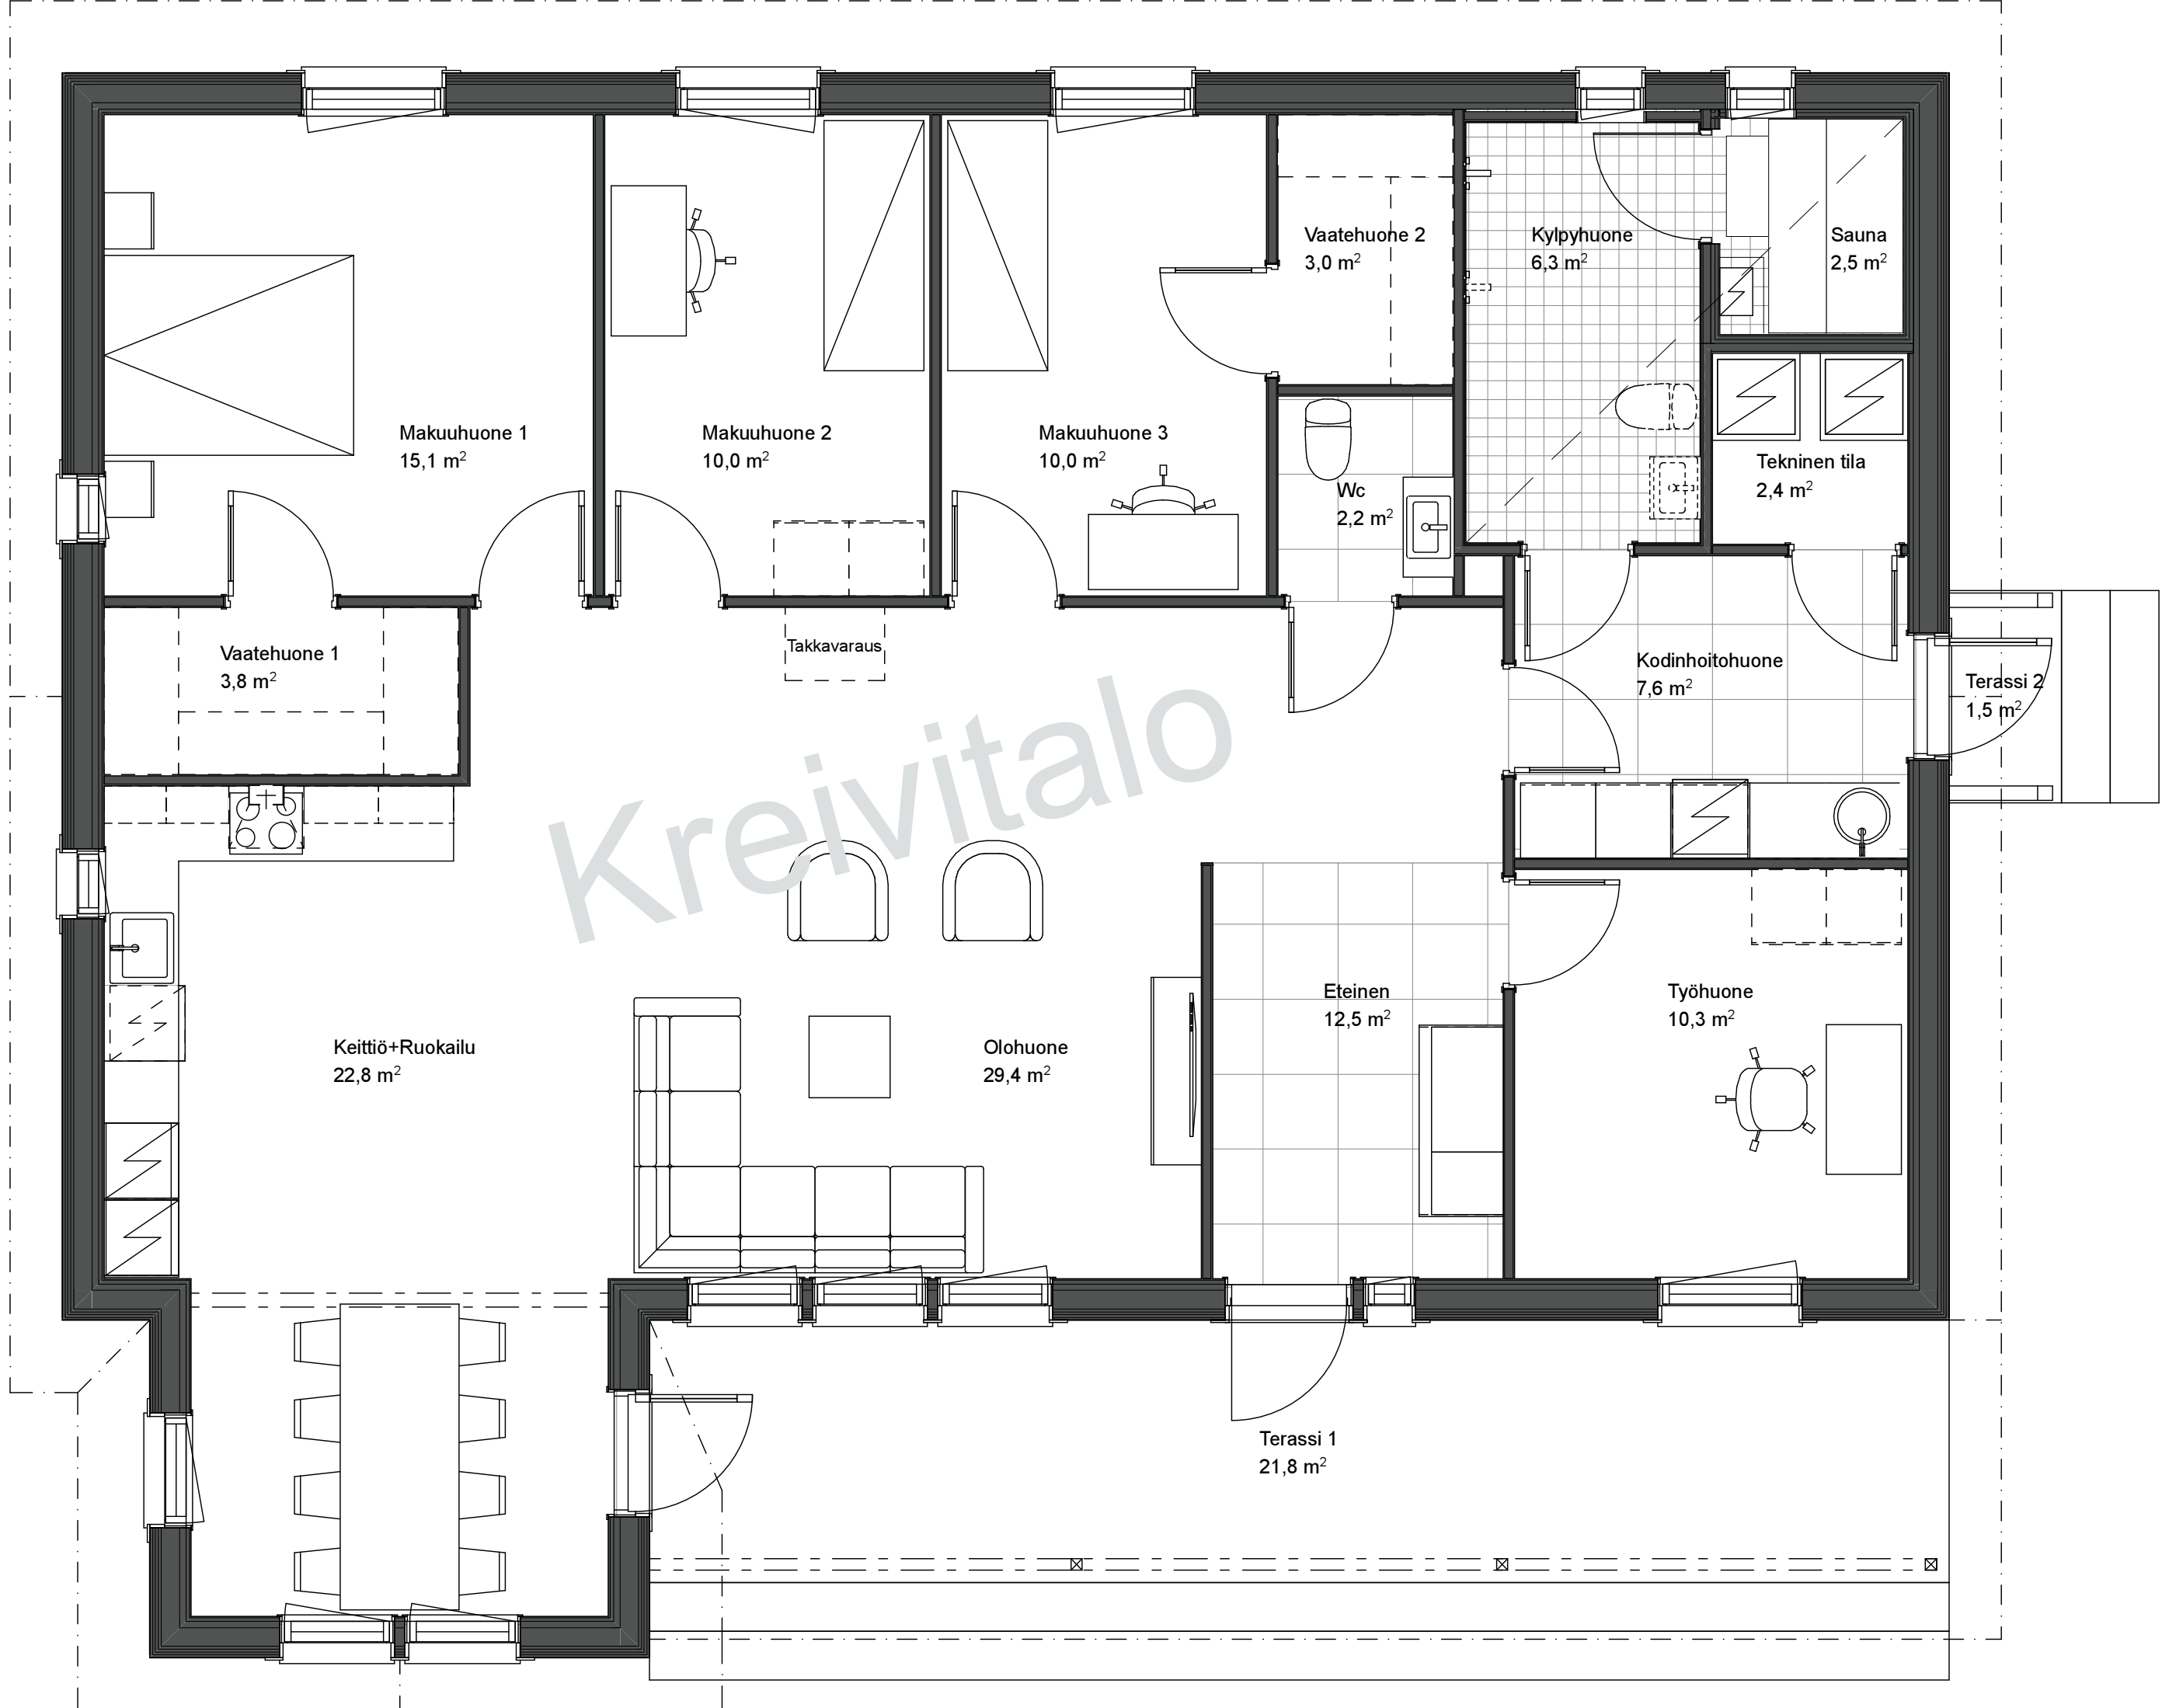 Vaatehuone 2
3,0 m²
Kylpyhuone
6,3 m²
Sauna
2,5 m²
Makuuhuone 1
15,1 m²
Makuuhuone 2
10,0 m²
Makuuhuone 3
10,0 m²
Wc
2,2 m²
Tekninen tila
2,4 m²
Vaatehuone 1
3,8 m²
Takkavaraus
Kodinhoitohuone
7,6 m²
Terassi 2
1,5 m²
Kreivitalo
Keittiö+Ruokailu
22,8 m²
Olohuone
29,4 m²
Eteinen
12,5 m²
Työhuone
10,3 m²
Terassi 1
21,8 m²